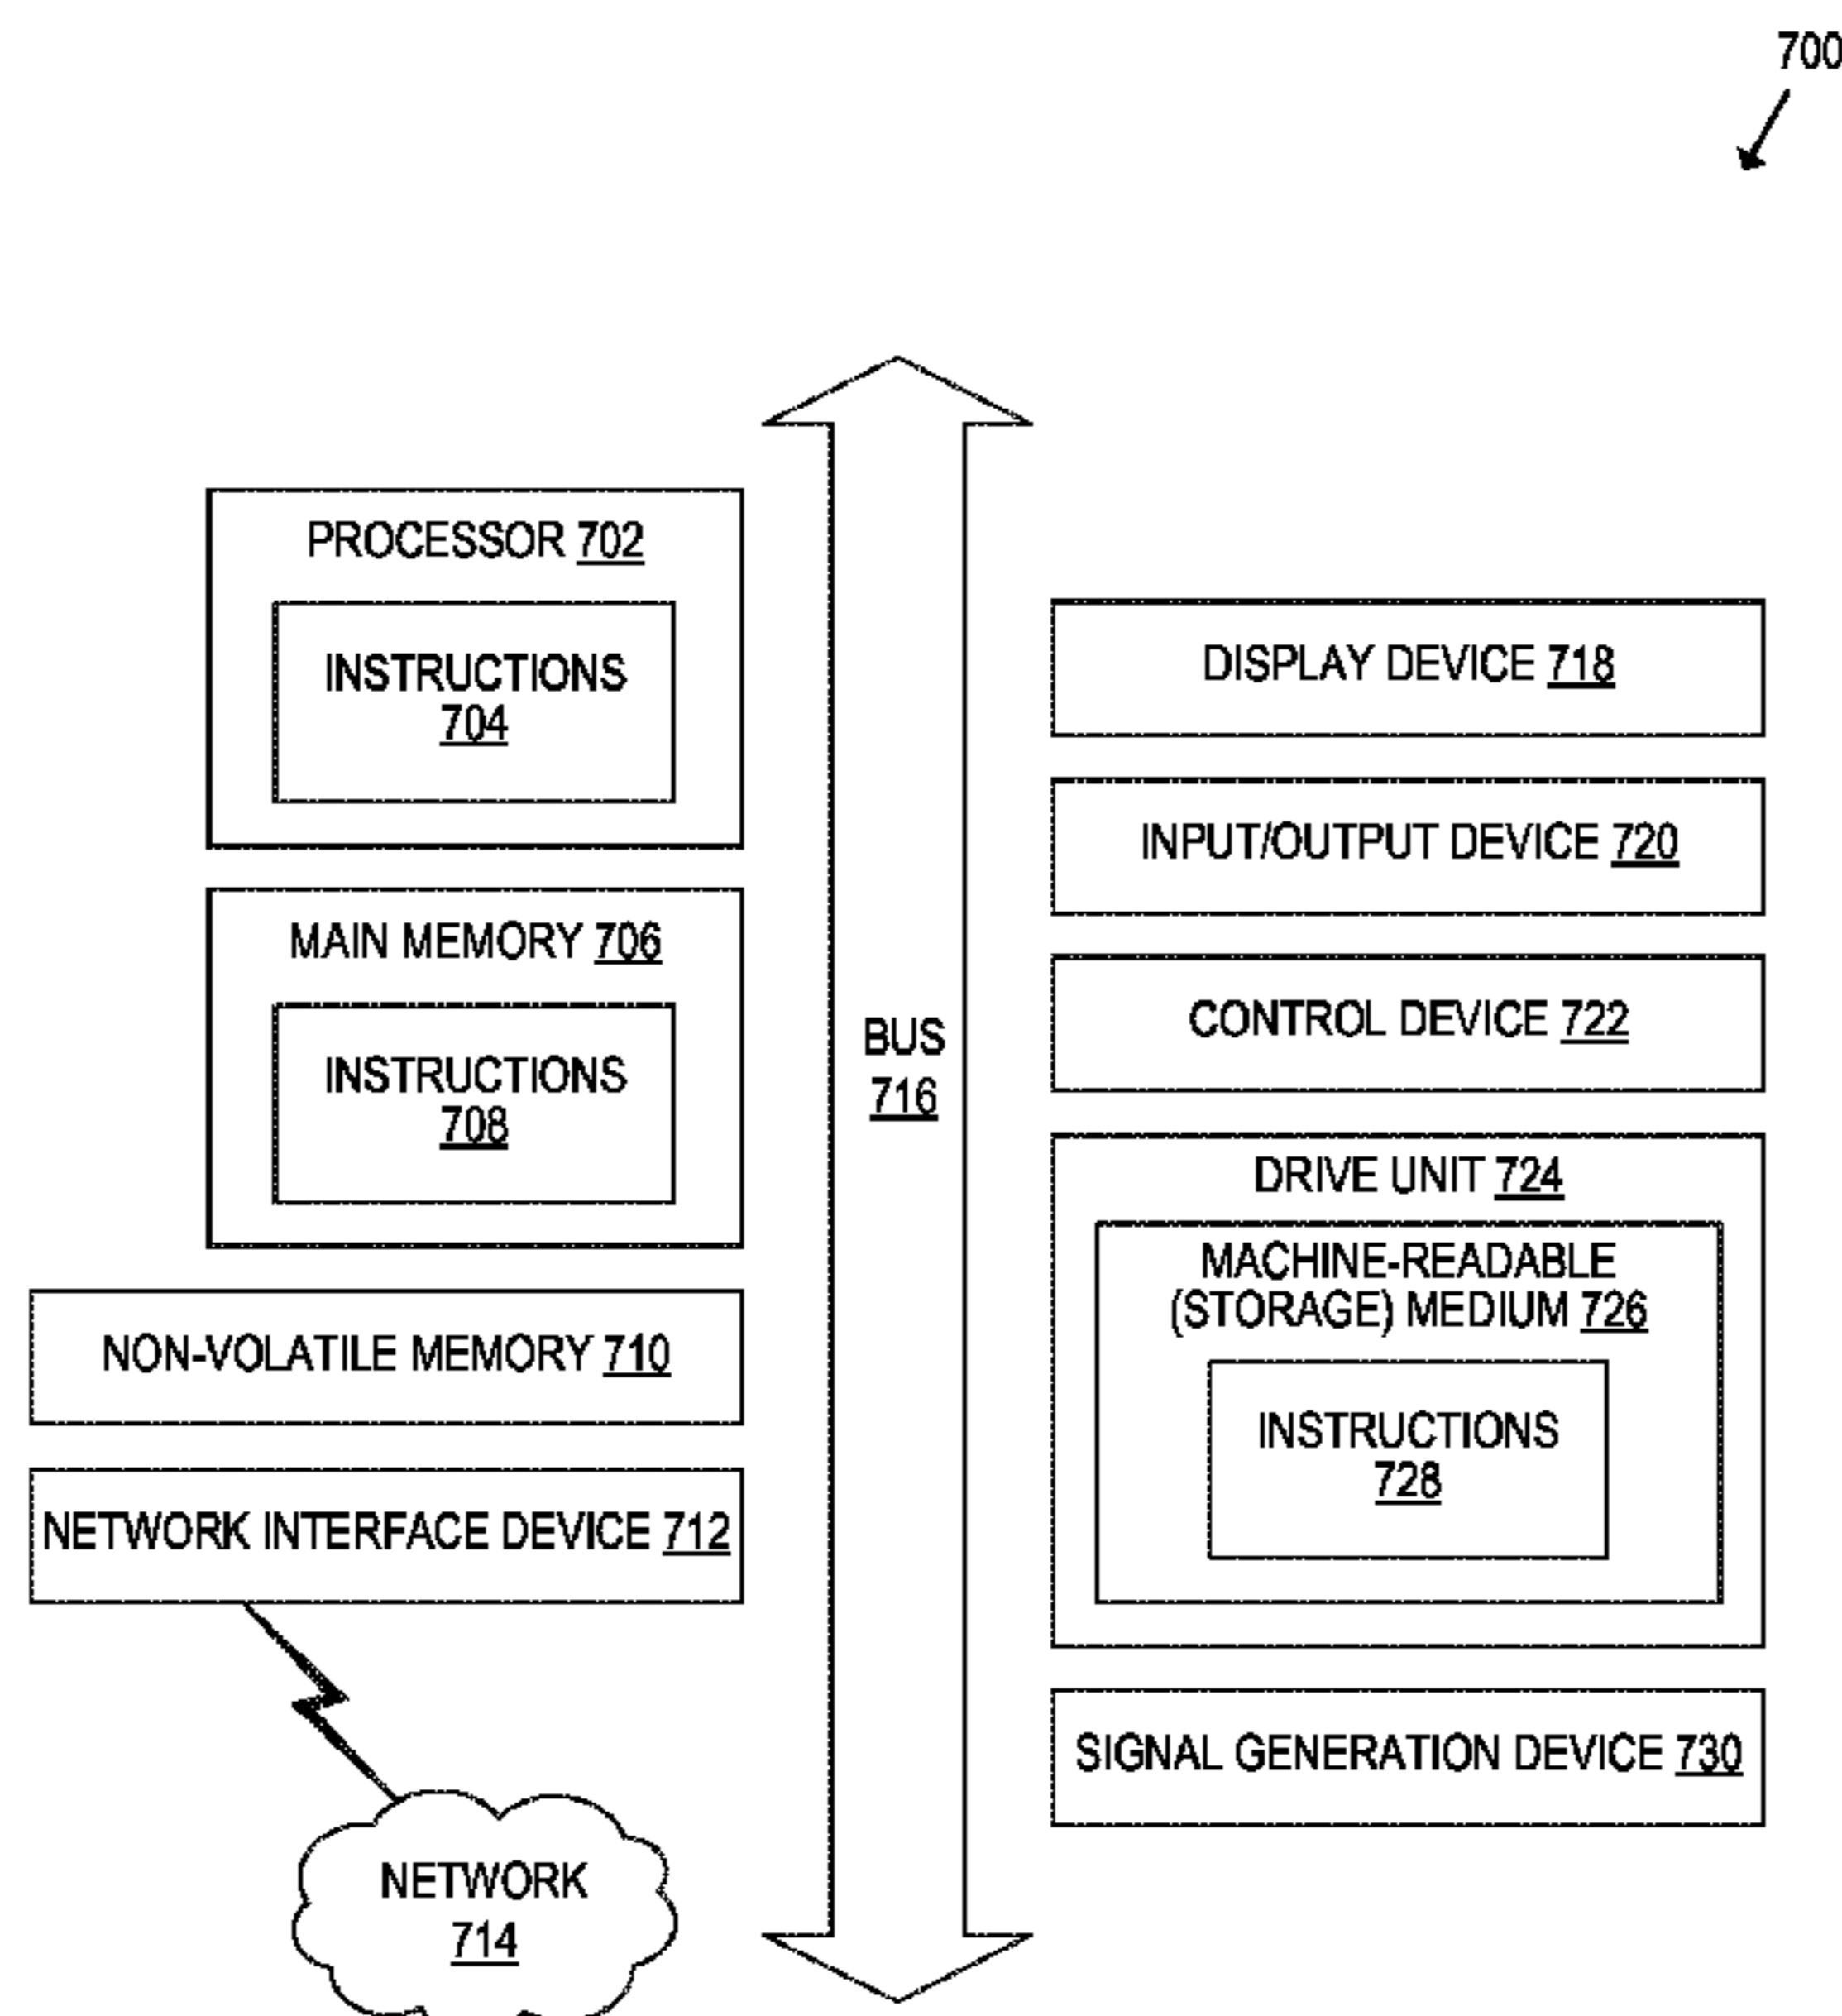 700
PROCESSOR 702
INSTRUCTIONS
704
MAIN MEMORY 706
INSTRUCTIONS
708
NON-VOLATILE MEMORY 710
NETWORK INTERFACE DEVICE 712
NETWORK
714
BUS
716
DISPLAY DEVICE 718
INPUT/OUTPUT DEVICE 720
CONTROL DEVICE 722
DRIVE UNIT 724
MACHINE-READABLE
(STORAGE) MEDIUM 726
INSTRUCTIONS
728
SIGNAL GENERATION DEVICE 730